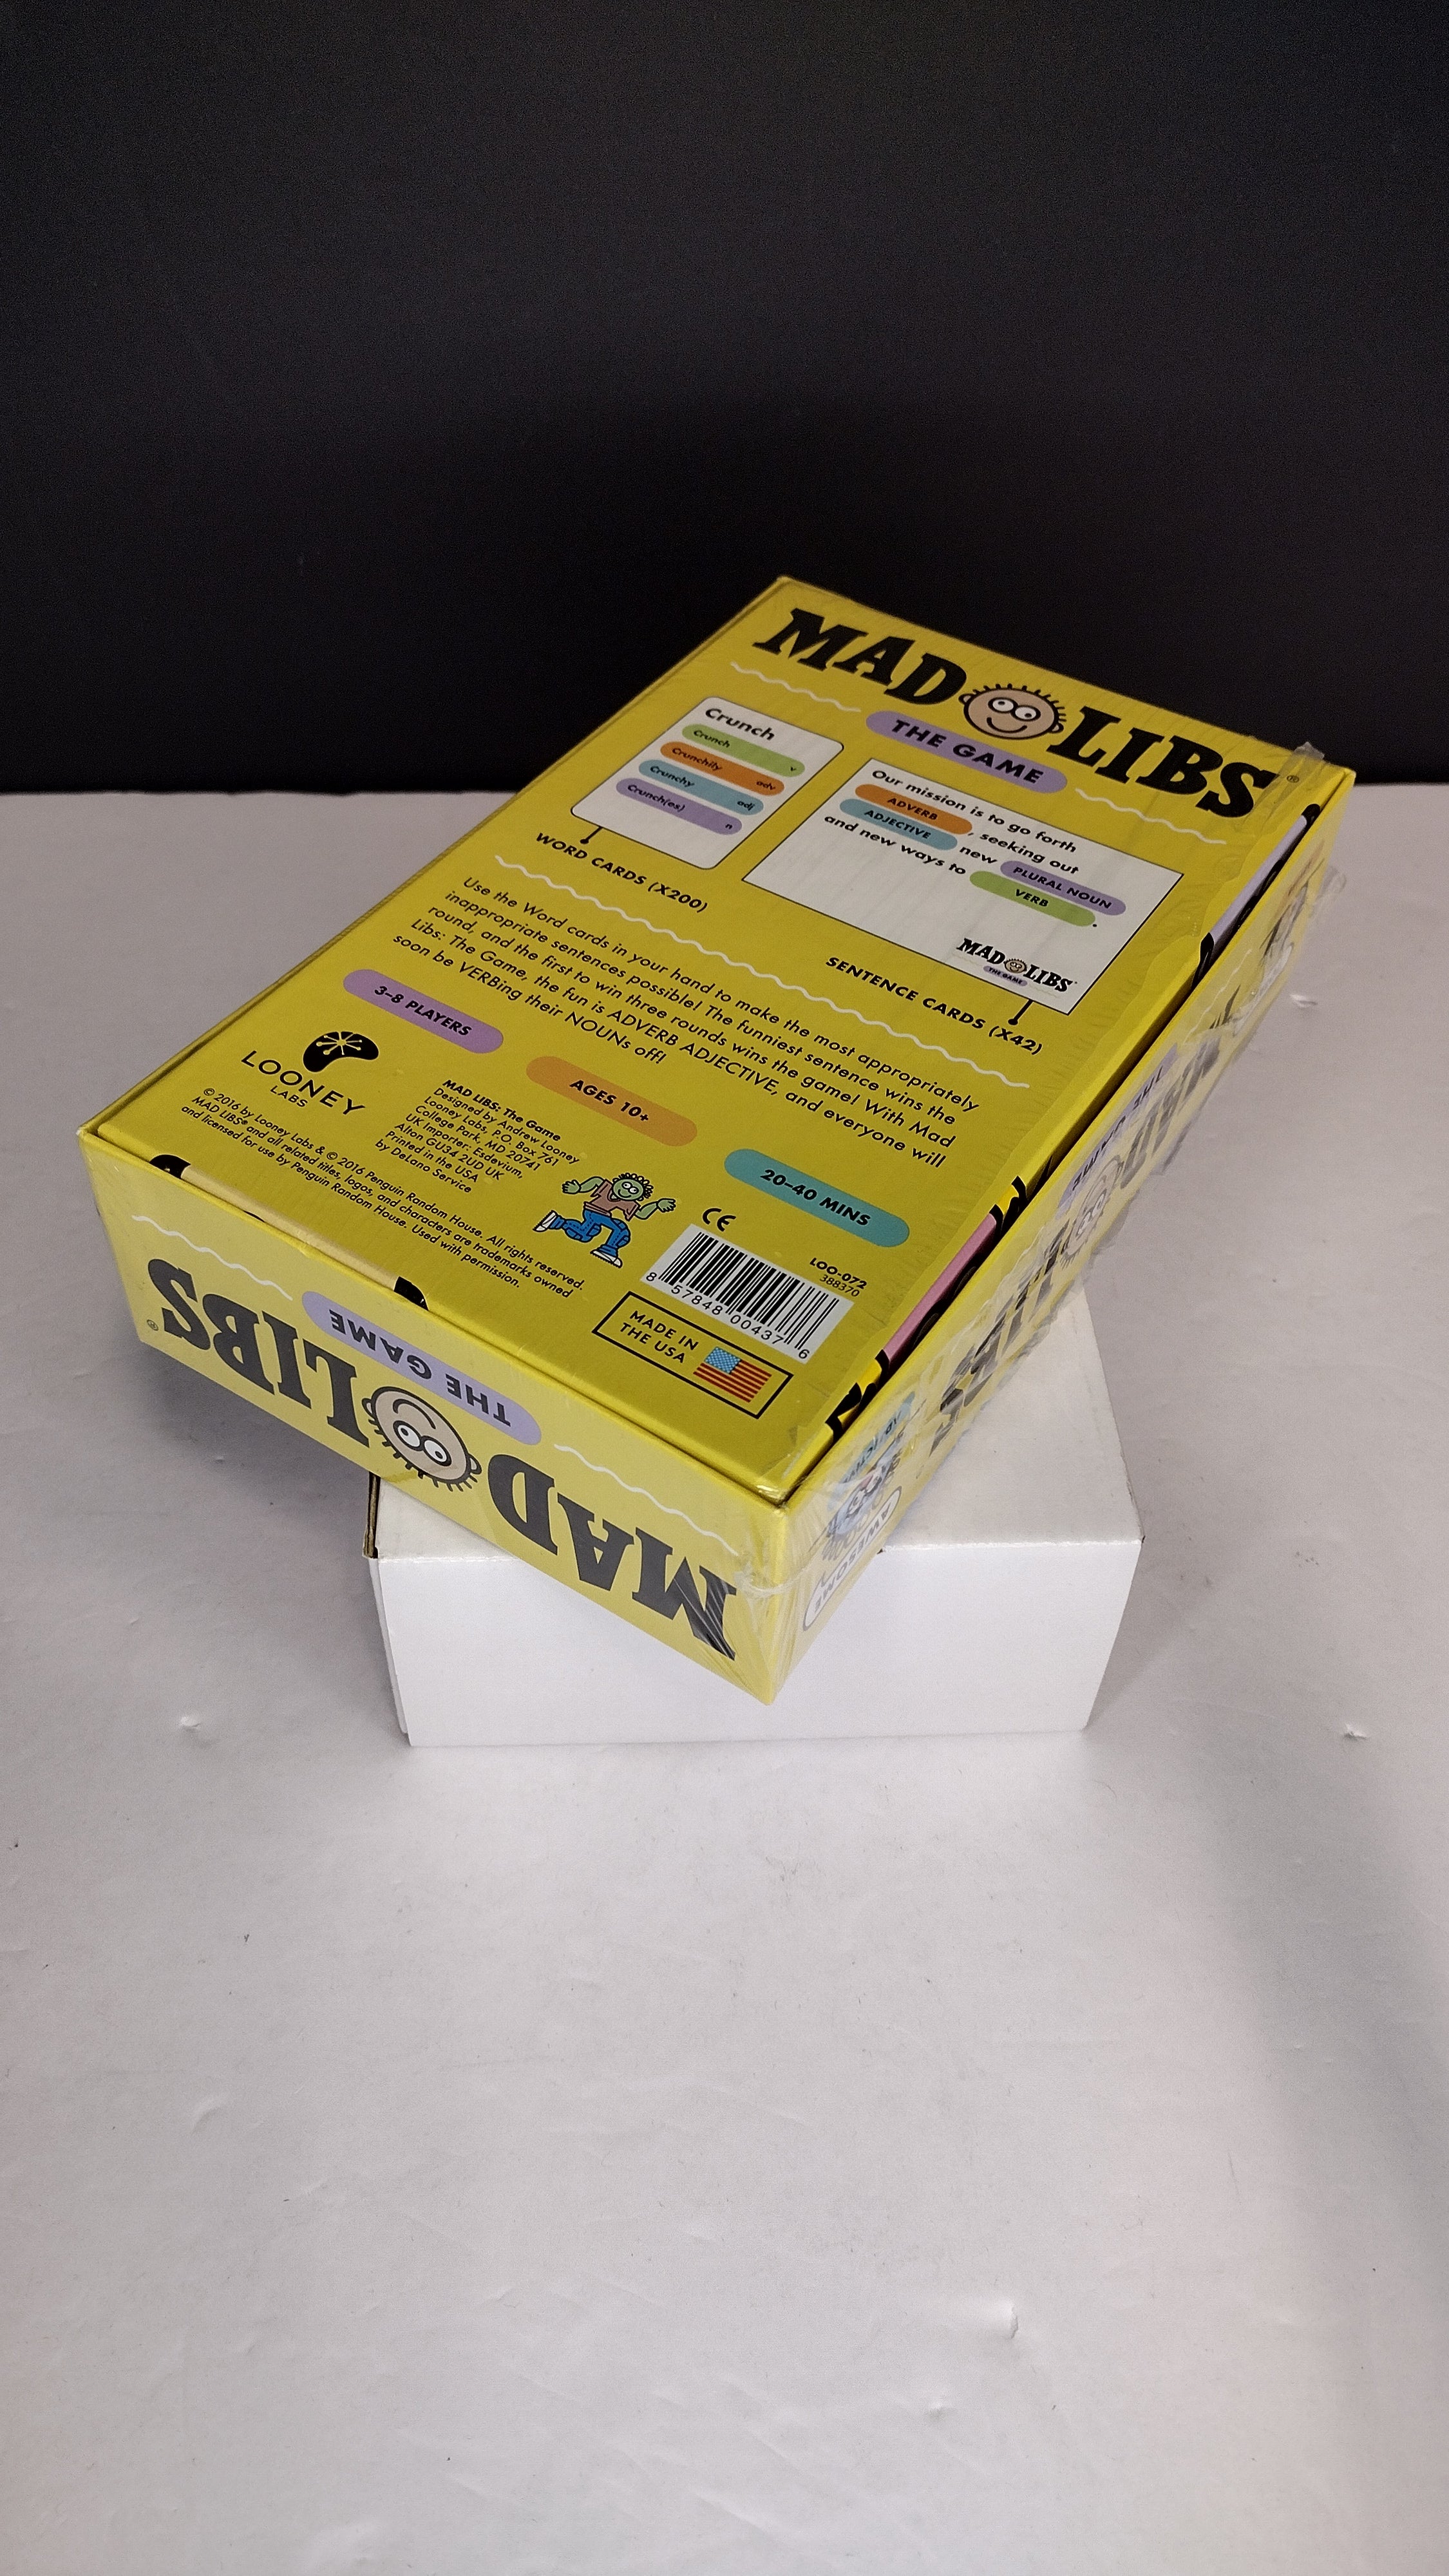 MAD LIBS®
THE GAME
Crunch
Crunch v
Crunchily adv
Crunchy adj
Crunch(es) n
WORD CARDS (X200)
Our mission is to go forth
ADVERB, seeking out
ADJECTIVE new PLURAL NOUN
and new ways to VERB.
MAD LIBS
THE GAME
SENTENCE CARDS (X42)
Use the Word cards in your hand to make the most appropriately
inappropriate sentences possible! The funniest sentence wins the
round, and the first to win three rounds wins the game! With Mad
Libs: The Game, the fun is ADVERB ADJECTIVE, and everyone will
soon be VERBing their NOUNs off!
3–8 PLAYERS
AGES 10+
20–40 MINS
LOONEY
LABS
MAD LIBS: The Game
Designed by Andrew Looney
Looney Labs, P.O. Box 761
College Park, MD 20741
UK Importer: Esdevium,
Alton GU34 2UD UK
Printed in the USA
by DeLano Service
© 2016 by Looney Labs & © 2016 Penguin Random House. All rights reserved.
MAD LIBS® and all related titles, logos, and characters are trademarks owned
and licensed for use by Penguin Random House. Used with permission.
CE
LOO-072
388370
8 57848 00437 6
MADE IN
THE USA
MAD LIBS®
THE GAME
MAD LIBS
THE GAME
ADJECTIVE
AWESOME